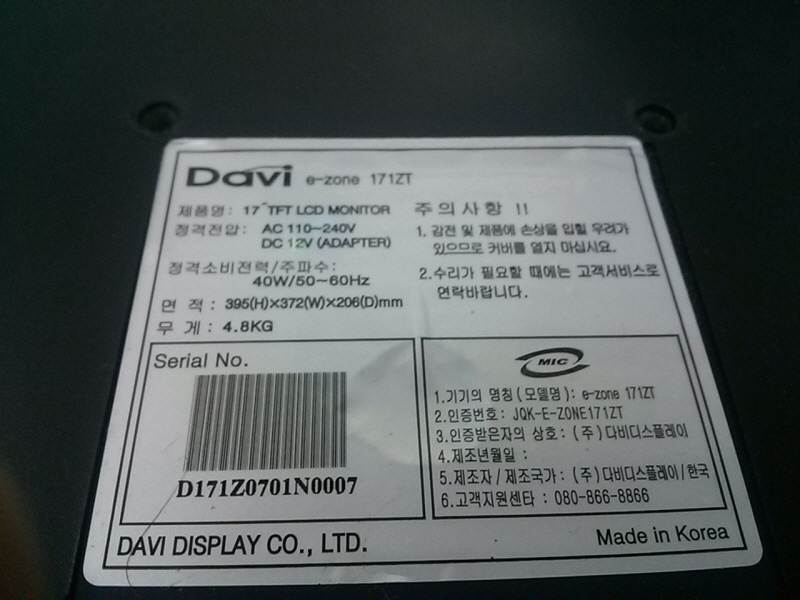 Davi e-zone 171ZT
제품명: 17" TFT LCD MONITOR
정격전압: AC 110~240V
DC 12V (ADAPTER)
정격소비전력/주파수:
40W/50~60Hz
면 적: 395(H)×372(W)×206(D)mm
무 게: 4.8KG
주의사항 !!
1. 감전 및 제품에 손상을 입힐 우려가
있으므로 커버를 열지 마십시요.
2.수리가 필요할 때에는 고객서비스로
연락바랍니다.
Serial No.
D171Z0701N0007
MIC
1.기기의 명칭(모델명): e-zone 171ZT
2.인증번호: JQK-E-ZONE171ZT
3.인증받은자의 상호: (주)다비디스플레이
4.제조년월일 :
5.제조자/제조국가: (주)다비디스플레이/한국
6.고객지원센타 : 080-866-8866
DAVI DISPLAY CO., LTD.
Made in Korea